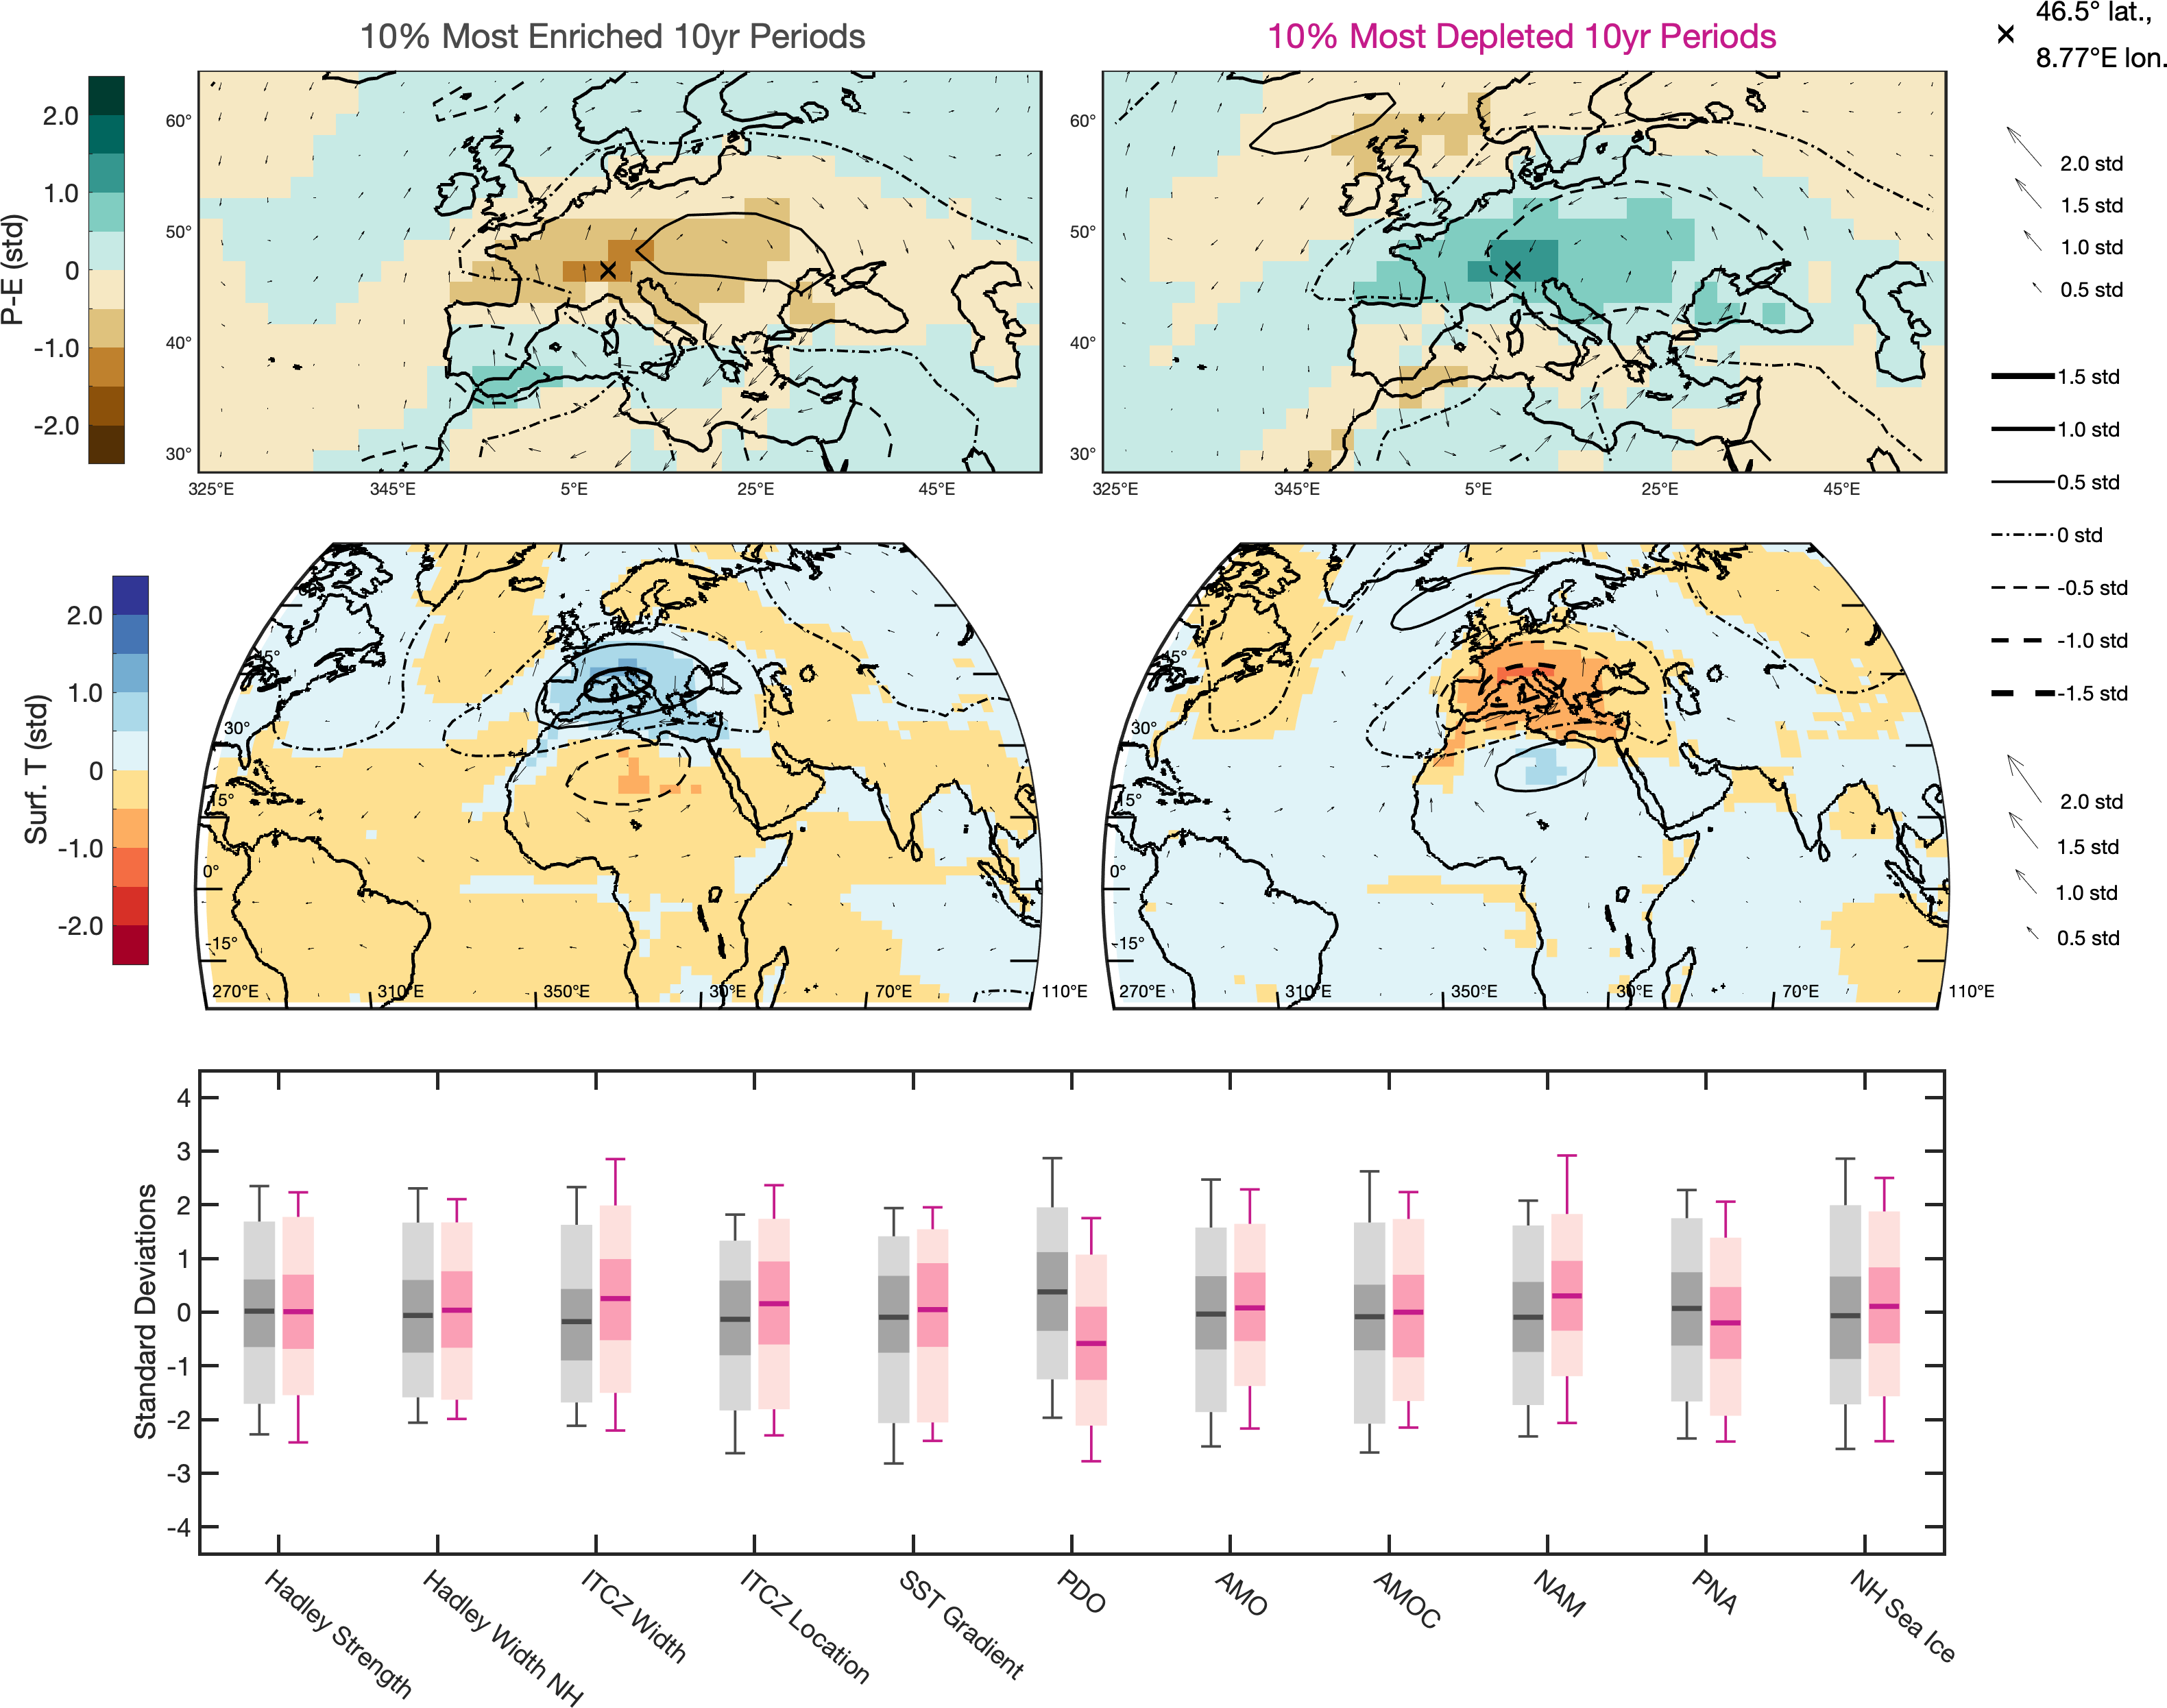 10% Most Enriched 10yr Periods
10% Most Depleted 10yr Periods
46.5° lat.,
8.77°E lon.
P-E (std)
2.0
1.0
0
-1.0
-2.0
60°
50°
40°
30°
325°E
345°E
5°E
25°E
45°E
60°
50°
40°
30°
325°E
345°E
5°E
25°E
45°E
2.0 std
1.5 std
1.0 std
0.5 std
1.5 std
1.0 std
0.5 std
0 std
-0.5 std
-1.0 std
-1.5 std
Surf. T (std)
2.0
1.0
0
-1.0
-2.0
45°
30°
15°
0°
-15°
270°E
310°E
350°E
30°E
70°E
110°E
45°
30°
15°
0°
-15°
270°E
310°E
350°E
30°E
70°E
110°E
2.0 std
1.5 std
1.0 std
0.5 std
Standard Deviations
4
3
2
1
0
-1
-2
-3
-4
Hadley Strength
Hadley Width NH
ITCZ Width
ITCZ Location
SST Gradient
PDO
AMO
AMOC
NAM
PNA
NH Sea Ice